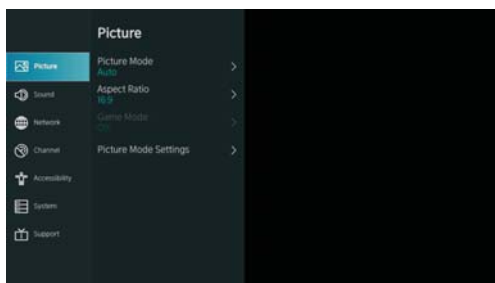 Picture
Picture
Sound
Network
Channel
Accessibility
System
Support
Picture Mode
Auto
Aspect Ratio
16:9
Game Mode
Picture Mode Settings